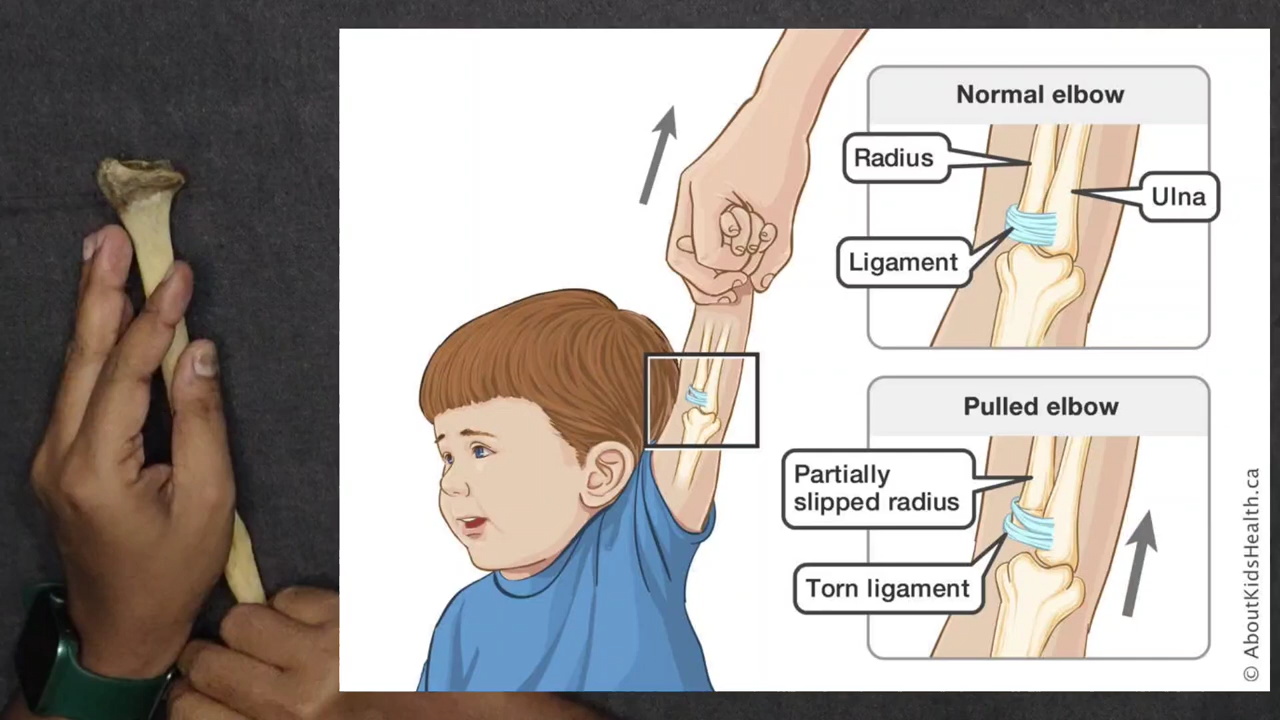 Normal elbow
Radius
Ulna
Ligament
Pulled elbow
Partially
slipped radius
Torn ligament
© AboutKidsHealth.ca